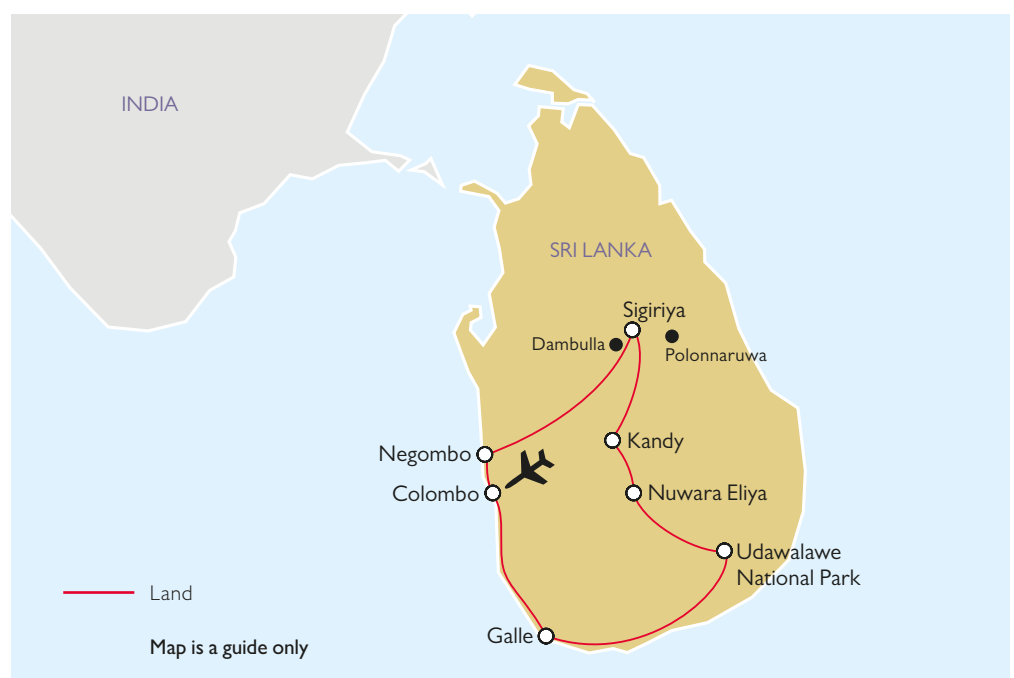 INDIA
SRI LANKA
Sigiriya
Dambulla
Polonnaruwa
Kandy
Negombo
Colombo
Nuwara Eliya
Udawalawe
National Park
Land
Galle
Map is a guide only